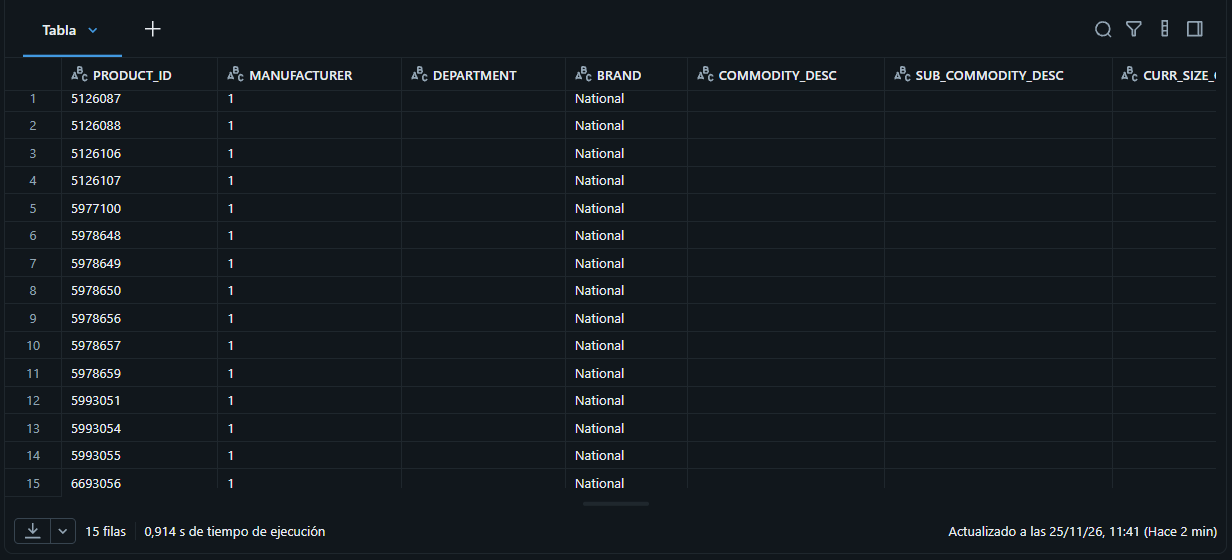 Tabla
PRODUCT_ID MANUFACTURER DEPARTMENT BRAND COMMODITY_DESC SUB_COMMODITY_DESC CURR_SIZE_
1 5126087 1 National
2 5126088 1 National
3 5126106 1 National
4 5126107 1 National
5 5977100 1 National
6 5978648 1 National
7 5978649 1 National
8 5978650 1 National
9 5978656 1 National
10 5978657 1 National
11 5978659 1 National
12 5993051 1 National
13 5993054 1 National
14 5993055 1 National
15 6693056 1 National
15 filas 0,914 s de tiempo de ejecución Actualizado a las 25/11/26, 11:41 (Hace 2 min)